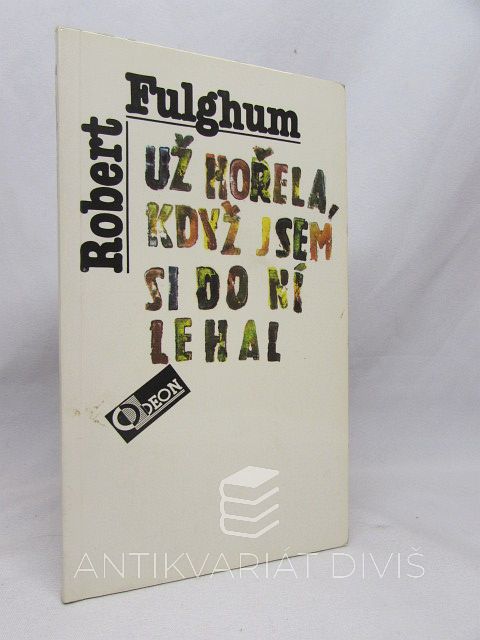 Robert
Fulghum
UŽ HOŘELA,
KDYŽ JSEM
SI DO NÍ
LEHAL
ODEON
ANTIKVARIÁT DIVIŠ